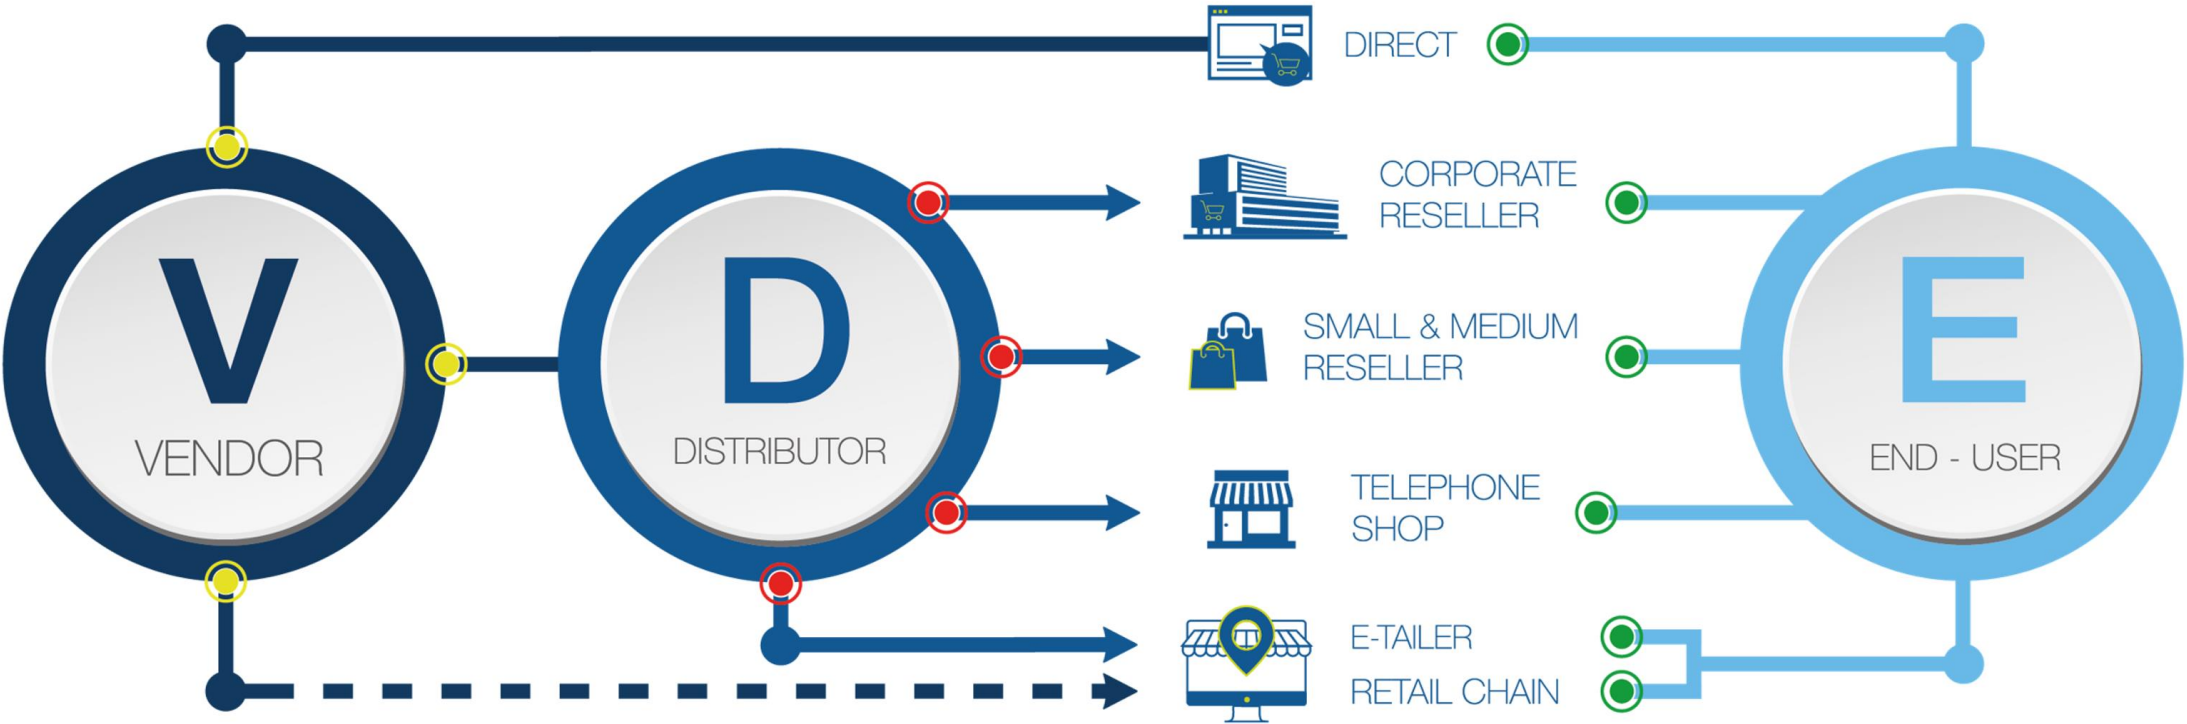 DIRECT
CORPORATE
RESELLER
V
VENDOR
D
DISTRIBUTOR
SMALL & MEDIUM
RESELLER
E
END - USER
TELEPHONE
SHOP
E-TAILER
RETAIL CHAIN